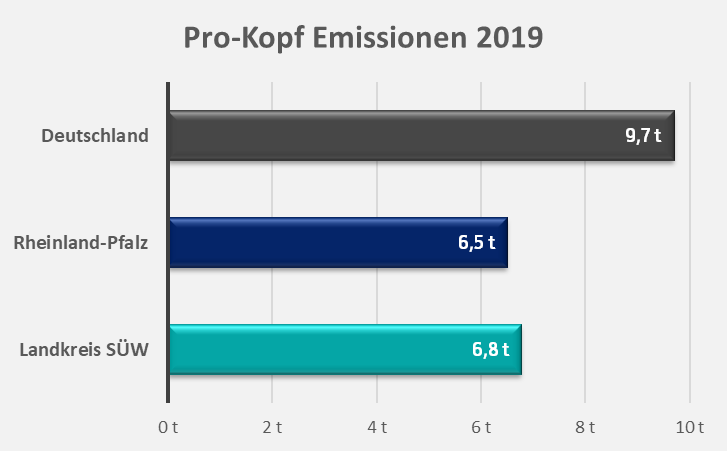 Pro-Kopf Emissionen 2019
Deutschland 9,7 t
Rheinland-Pfalz 6,5 t
Landkreis SÜW 6,8 t
0 t 2 t 4 t 6 t 8 t 10 t